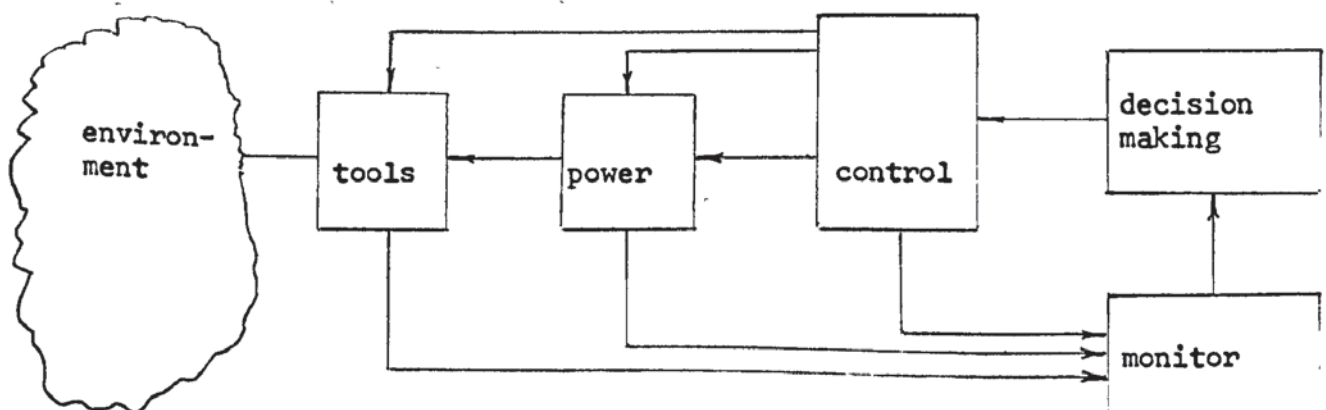 environ-
ment
tools
power
control
decision
making
monitor